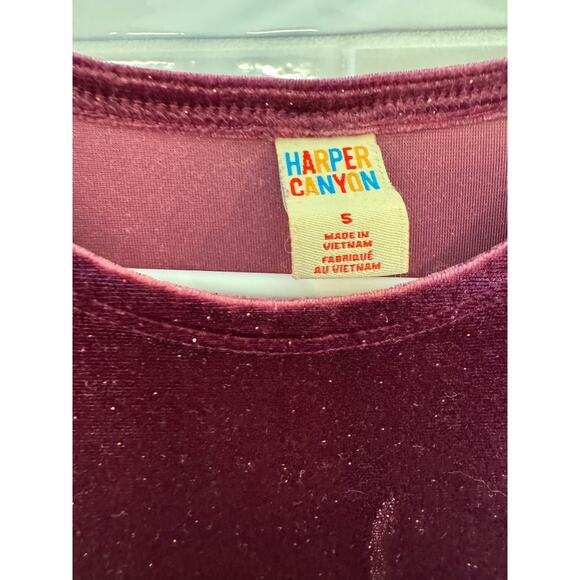 HARPER
CANYON
5
MADE IN
VIETNAM
FABRIQUÉ
AU VIETNAM